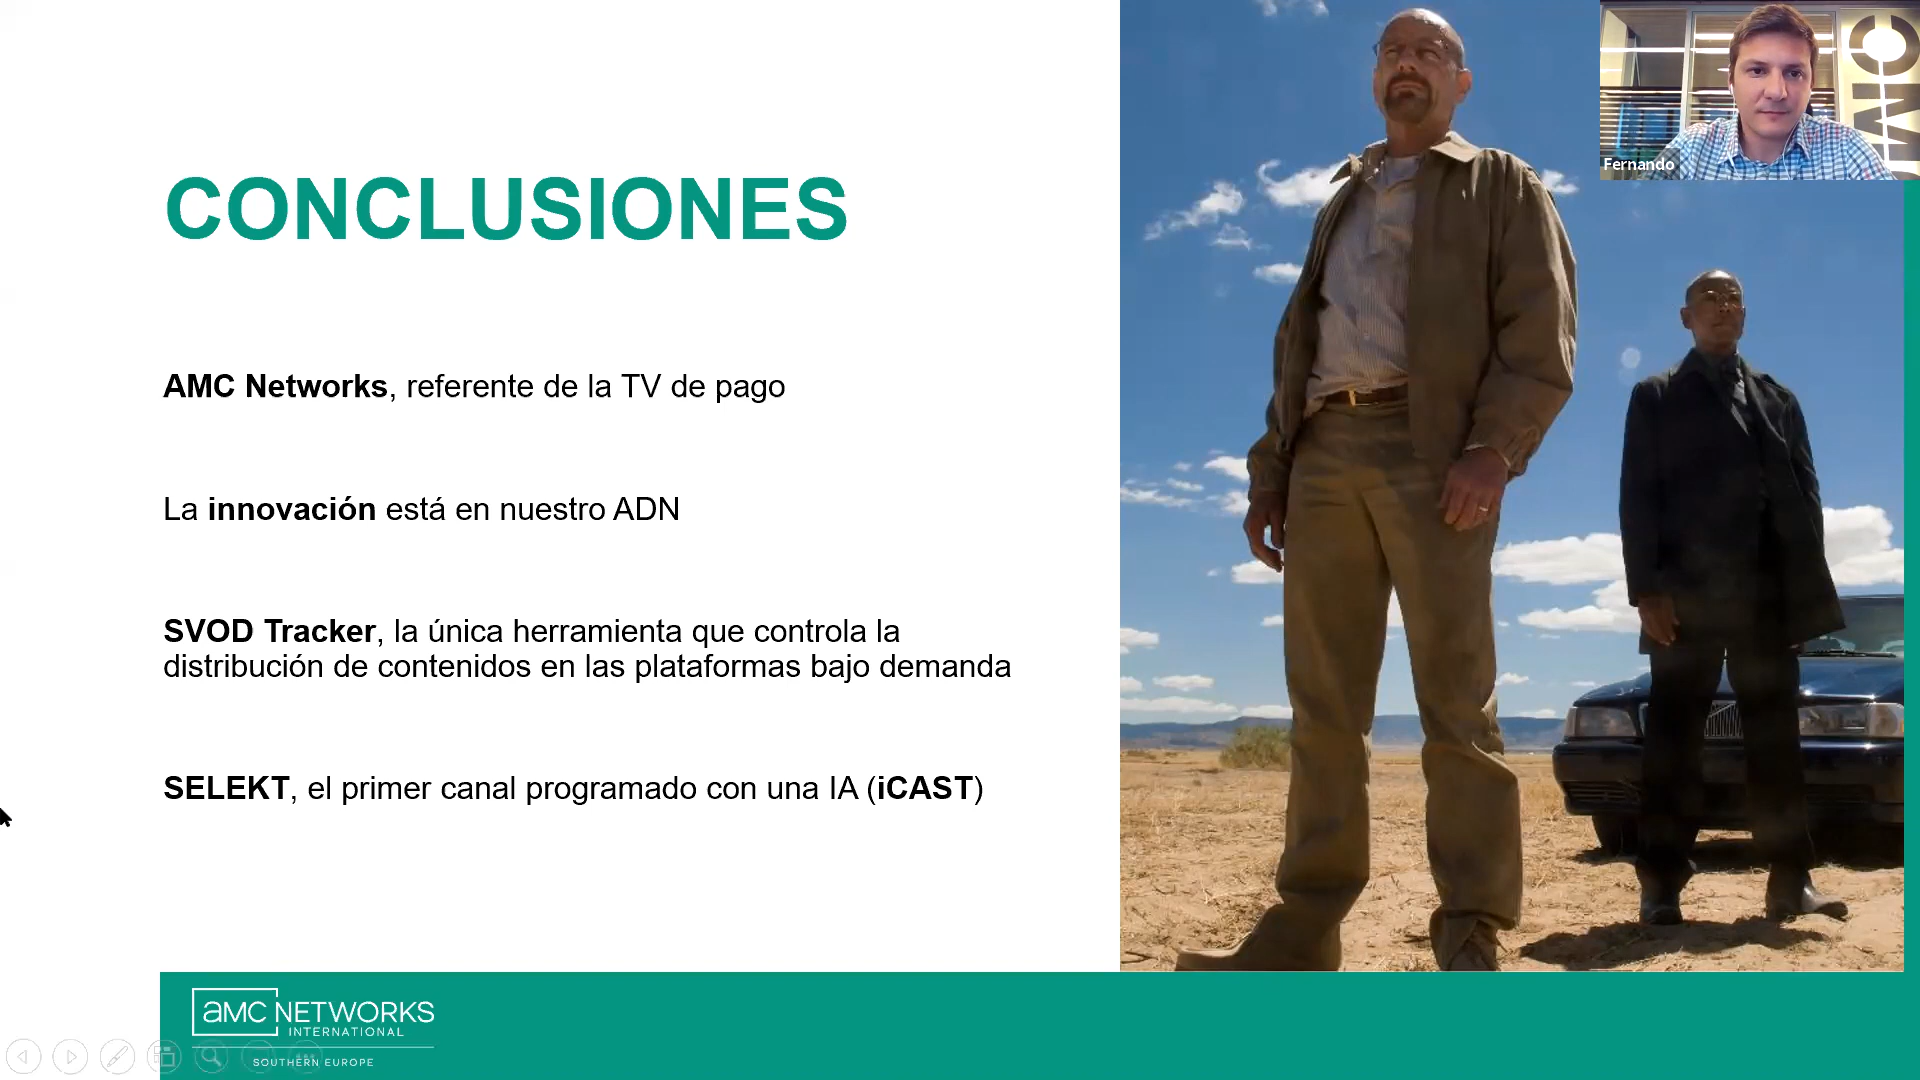 CONCLUSIONES
AMC Networks, referente de la TV de pago
La innovación está en nuestro ADN
SVOD Tracker, la única herramienta que controla la
distribución de contenidos en las plataformas bajo demanda
SELEKT, el primer canal programado con una IA (iCAST)
Fernando
aMC NETWORKS
INTERNATIONAL
SOUTHERN EUROPE